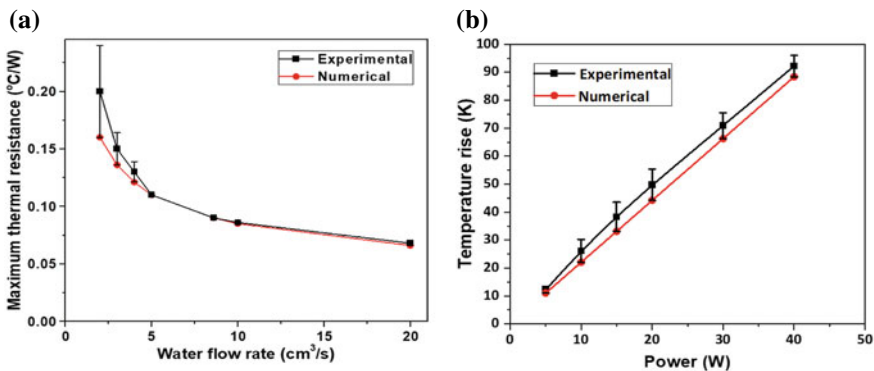 (a)
Maximum thermal resistance (°C/W)
0.20
0.15
0.10
0.05
0.00
0
5
10
15
20
Water flow rate (cm³/s)
Experimental
Numerical
(b)
Temperature rise (K)
100
90
80
70
60
50
40
30
20
10
0
0
10
20
30
40
50
Power (W)
Experimental
Numerical